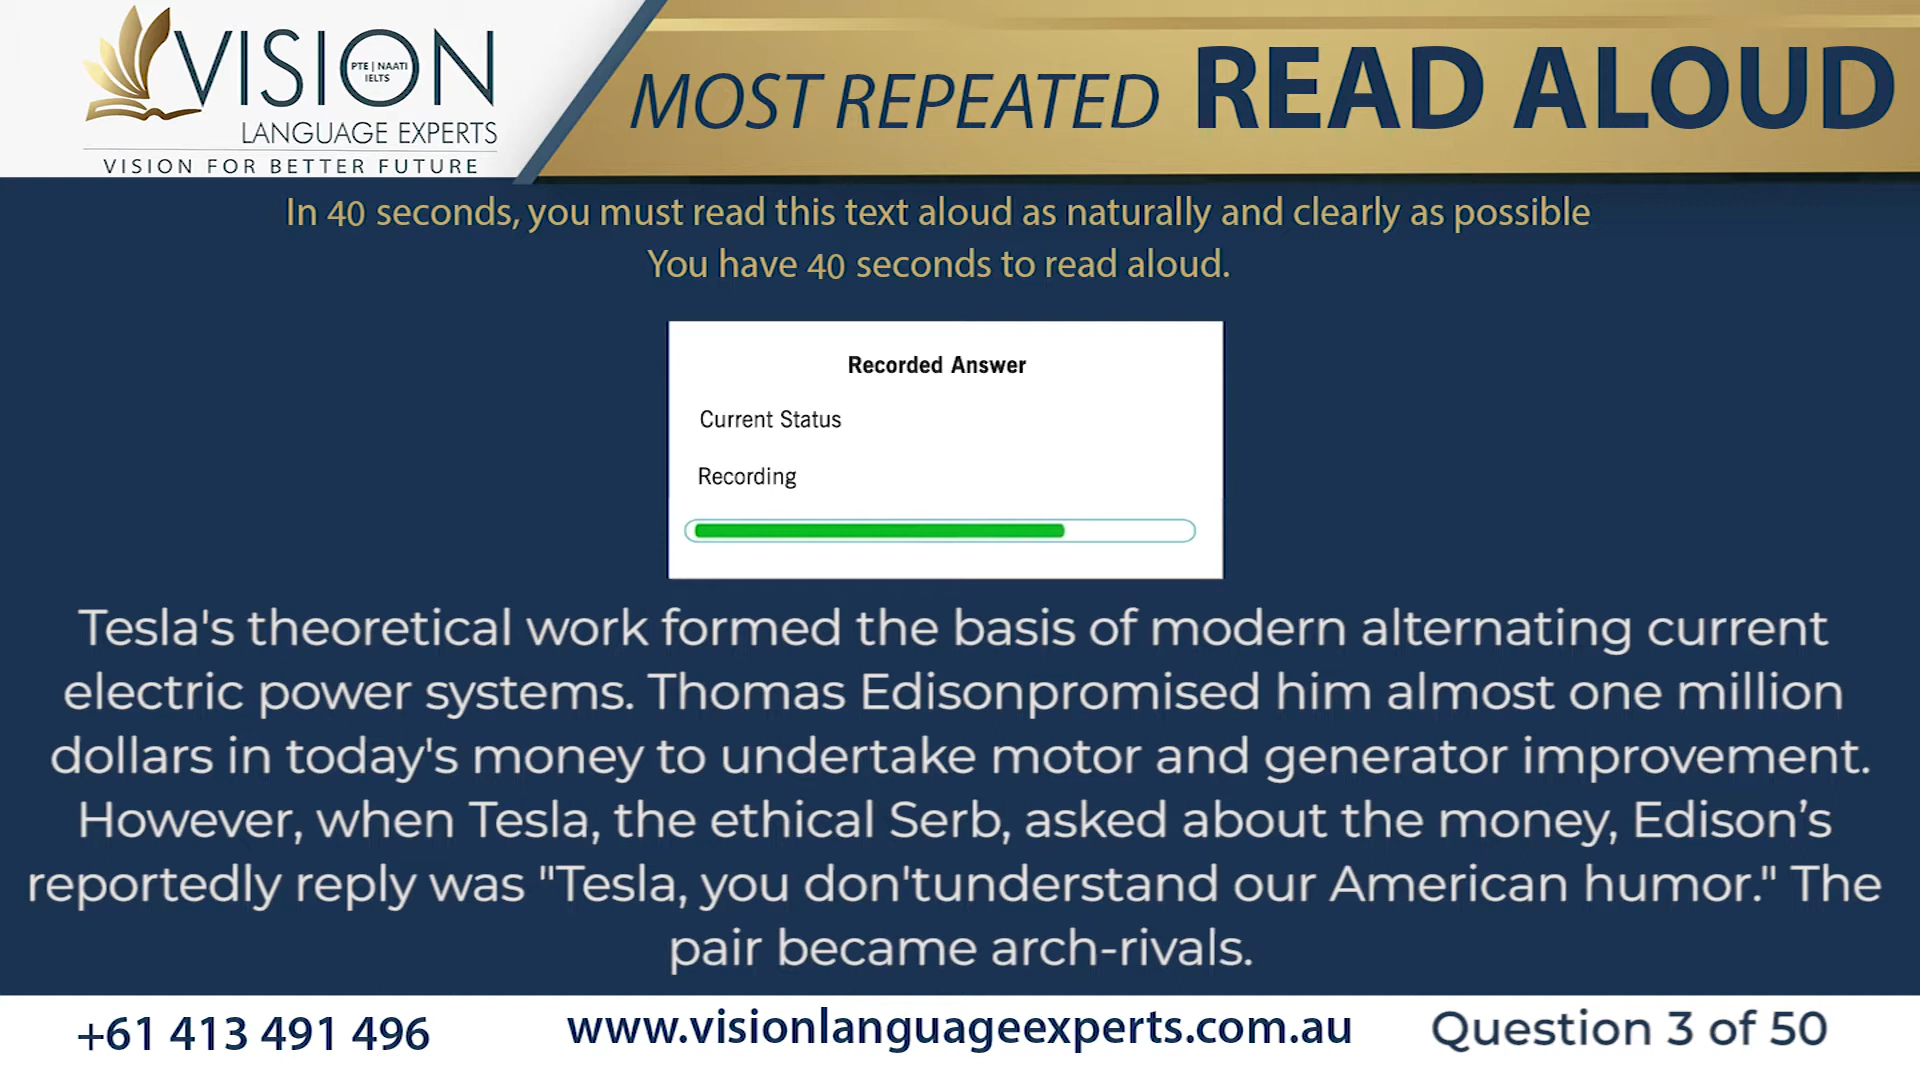 VISION
PTE | NAATI
IELTS
LANGUAGE EXPERTS
VISION FOR BETTER FUTURE
MOST REPEATED READ ALOUD
In 40 seconds, you must read this text aloud as naturally and clearly as possible
You have 40 seconds to read aloud.
Recorded Answer
Current Status
Recording
Tesla's theoretical work formed the basis of modern alternating current
electric power systems. Thomas Edisonpromised him almost one million
dollars in today's money to undertake motor and generator improvement.
However, when Tesla, the ethical Serb, asked about the money, Edison’s
reportedly reply was "Tesla, you don'tunderstand our American humor." The
pair became arch-rivals.
+61 413 491 496
www.visionlanguageexperts.com.au
Question 3 of 50